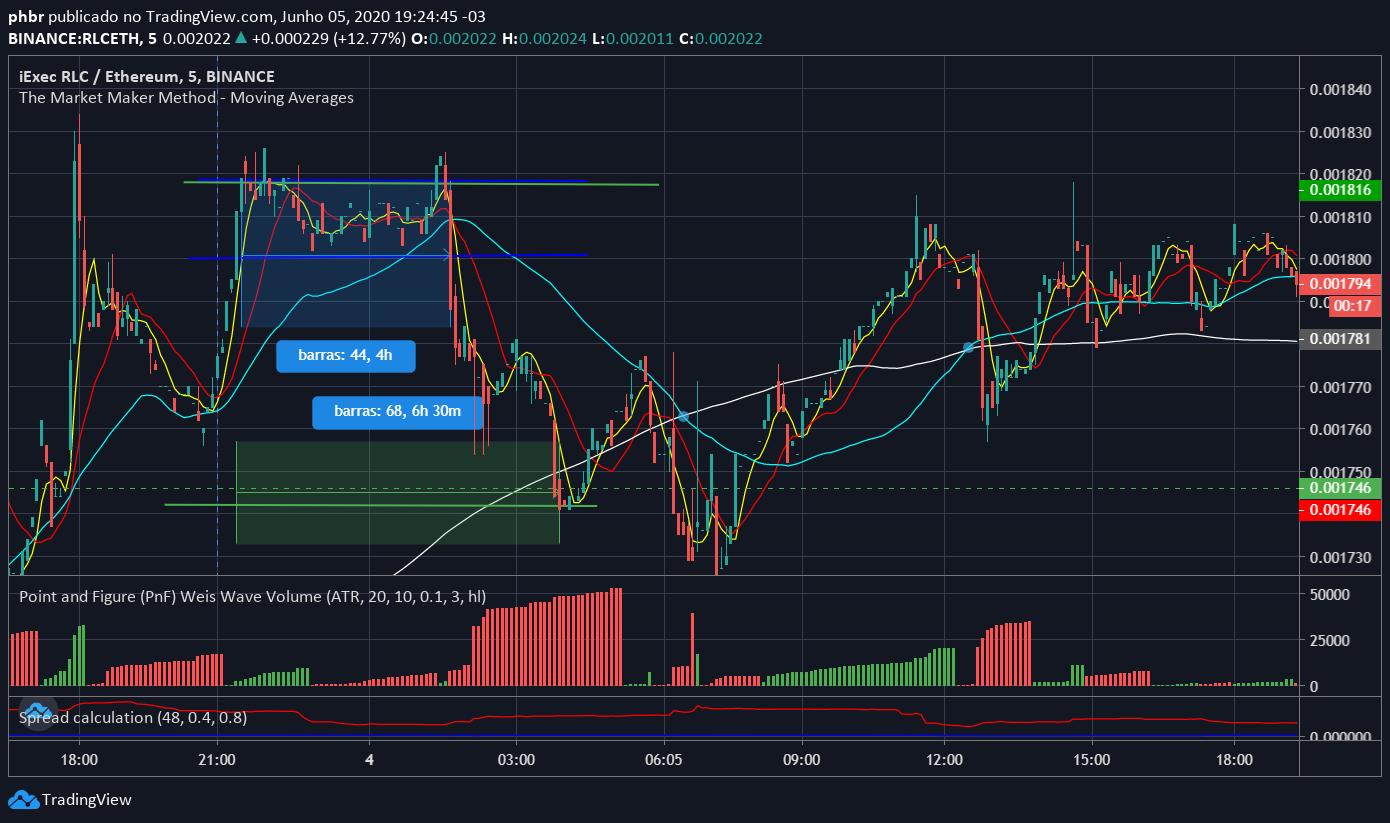 phbr publicado no TradingView.com, Junho 05, 2020 19:24:45 -03
BINANCE:RLCETH, 5 0.002022 ▲ +0.000229 (+12.77%) O:0.002022 H:0.002024 L:0.002011 C:0.002022
iExec RLC / Ethereum, 5, BINANCE
The Market Maker Method - Moving Averages
0.001840
0.001830
0.001820
0.001816
0.001810
0.001800
0.001794
00:17
0.001781
0.001770
0.001760
0.001750
0.001746
0.001746
0.001730
barras: 44, 4h
barras: 68, 6h 30m
Point and Figure (PnF) Weis Wave Volume (ATR, 20, 10, 0.1, 3, hl)
50000
25000
0
Spread calculation (48, 0.4, 0.8)
0.000000
18:00 21:00 4 03:00 06:05 09:00 12:00 15:00 18:00
TradingView